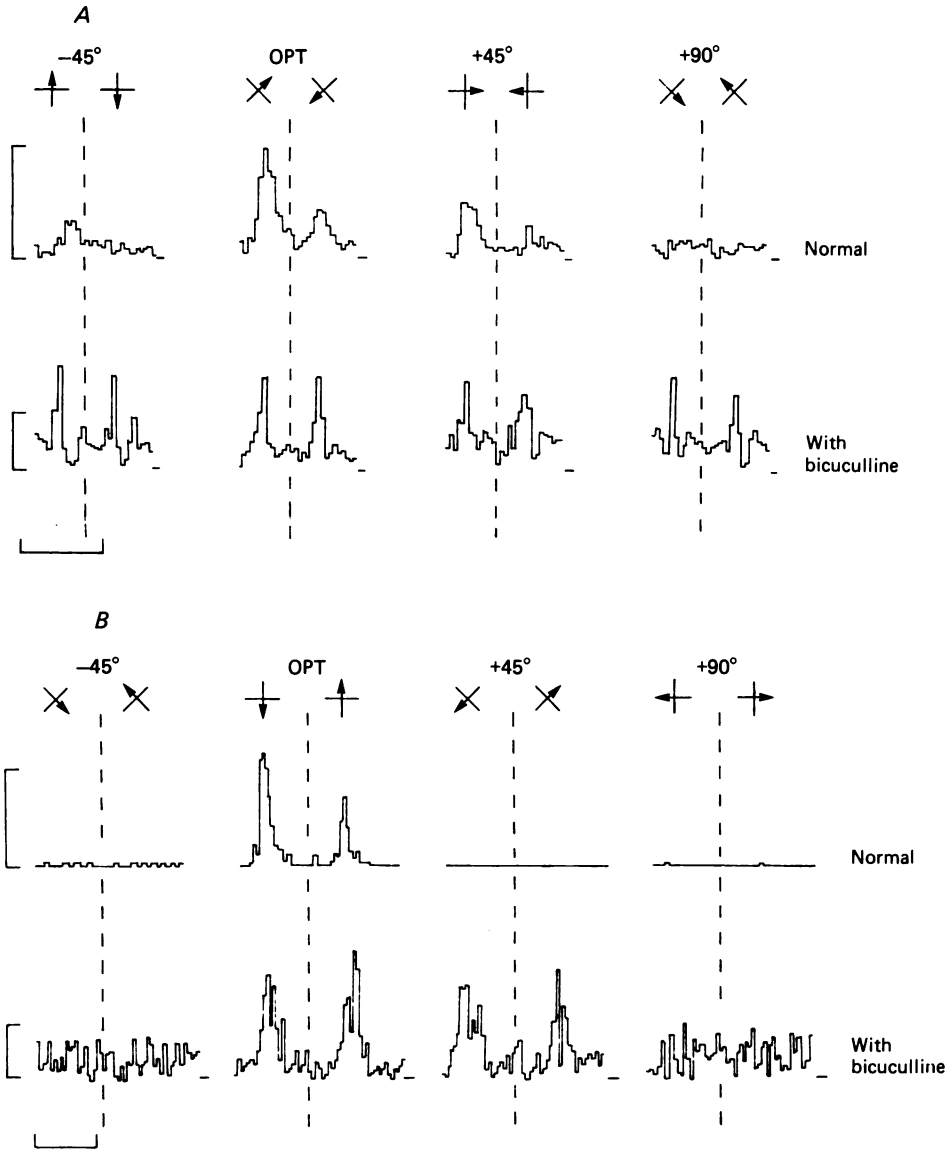 A
−45°
OPT
+45°
+90°
Normal
With
bicuculline
B
−45°
OPT
+45°
+90°
Normal
With
bicuculline